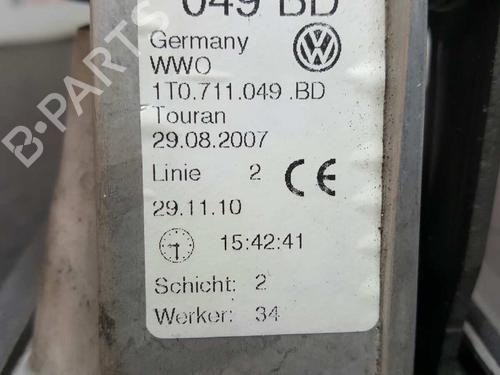 049 BD
Germany
WWO
1T0.711.049 .BD
Touran
29.08.2007
Linie 2 CE
29.11.10
15:42:41
Schicht: 2
Werker: 34